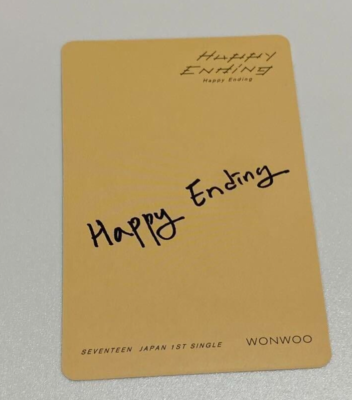 Happy
Ending
Happy Ending
Happy Ending
SEVENTEEN JAPAN 1ST SINGLE WONWOO